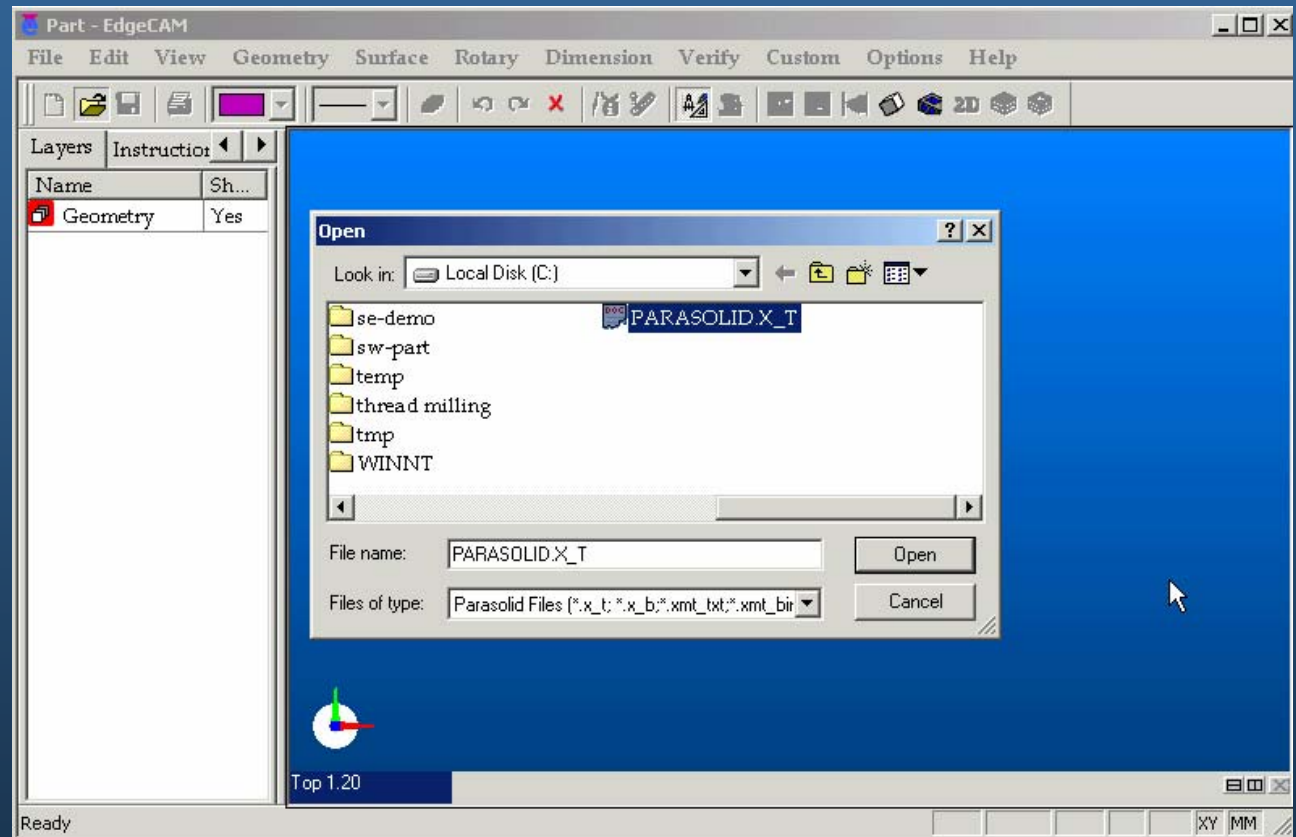 Part - EdgeCAM
File Edit View Geometry Surface Rotary Dimension Verify Custom Options Help
2D
Layers Instruction
Name Sh...
Geometry Yes
Open
Look in: Local Disk (C:)
se-demo PARASOLID.X_T
sw-part
temp
thread milling
tmp
WINNT
File name: PARASOLID.X_T Open
Files of type: Parasolid Files (*.x_t; *.x_b;*.xmt_txt;*.xmt_bir Cancel
Top 1.20
Ready XY MM